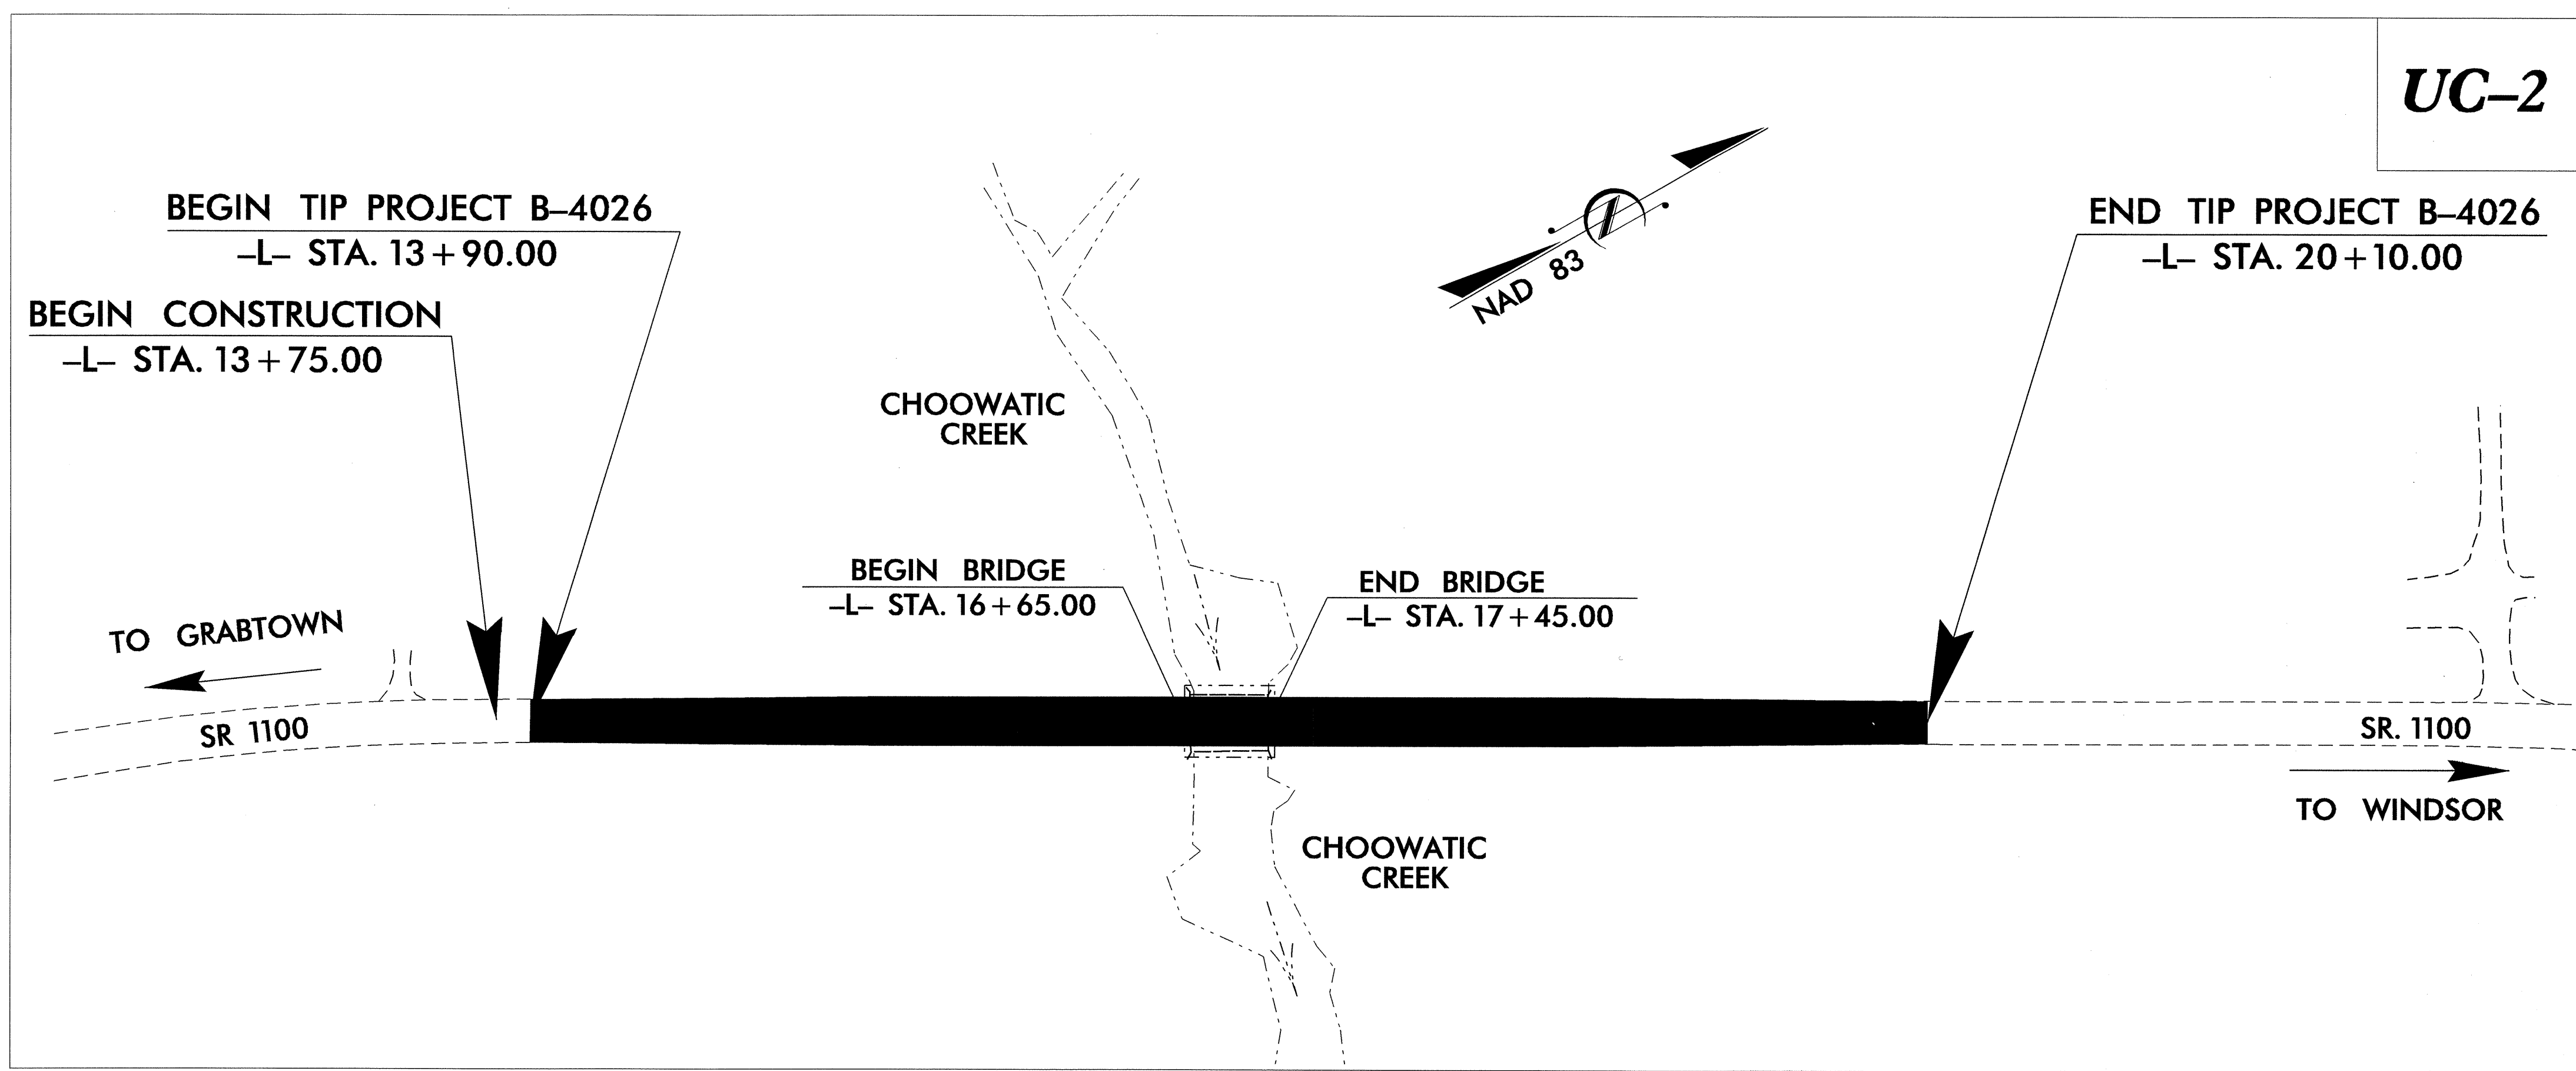 UC–2
BEGIN TIP PROJECT B–4026
–L– STA. 13+90.00
BEGIN CONSTRUCTION
–L– STA. 13+75.00
NAD 83
END TIP PROJECT B–4026
–L– STA. 20+10.00
CHOOWATIC
CREEK
BEGIN BRIDGE
–L– STA. 16+65.00
END BRIDGE
–L– STA. 17+45.00
TO GRABTOWN
SR 1100
SR. 1100
TO WINDSOR
CHOOWATIC
CREEK